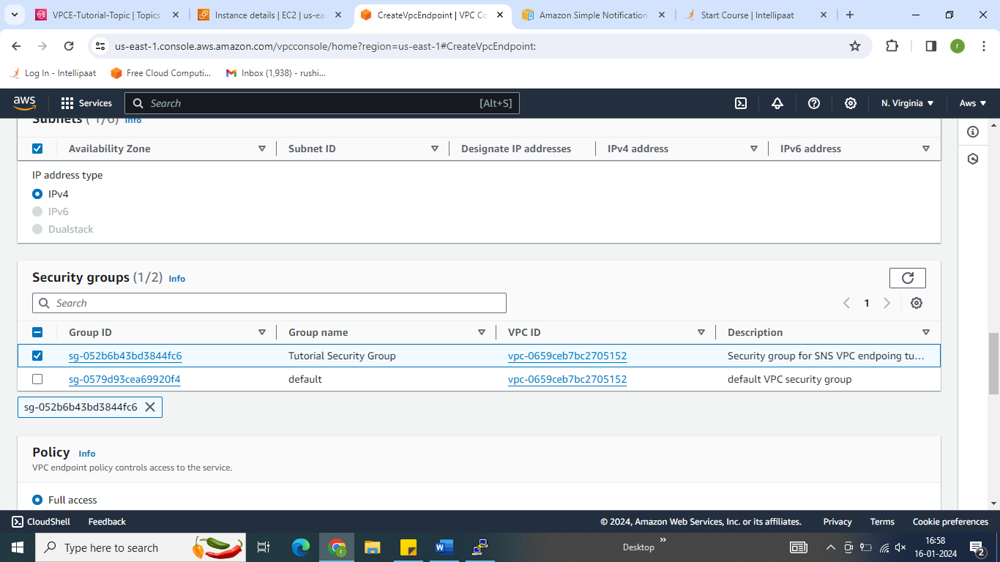 VPCE-Tutorial-Topic | Topics
Instance details | EC2 | us-ea
CreateVpcEndpoint | VPC Co
Amazon Simple Notification
Start Course | Intellipaat
us-east-1.console.aws.amazon.com/vpcconsole/home?region=us-east-1#CreateVpcEndpoint:
r
Log In - Intellipaat
Free Cloud Computi...
Inbox (1,938) - rushi...
aws
Services
Search
[Alt+S]
N. Virginia
Aws
Subnets (1/6) Info
Availability Zone
Subnet ID
Designate IP addresses
IPv4 address
IPv6 address
IP address type
IPv4
IPv6
Dualstack
Security groups (1/2) Info
Search
1
Group ID
Group name
VPC ID
Description
sg-052b6b43bd3844fc6
Tutorial Security Group
vpc-0659ceb7bc2705152
Security group for SNS VPC endpoing tu...
sg-0579d93cea69920f4
default
vpc-0659ceb7bc2705152
default VPC security group
sg-052b6b43bd3844fc6
Policy Info
VPC endpoint policy controls access to the service.
Full access
CloudShell
Feedback
© 2024, Amazon Web Services, Inc. or its affiliates.
Privacy
Terms
Cookie preferences
Type here to search
Desktop
16:58
16-01-2024
2